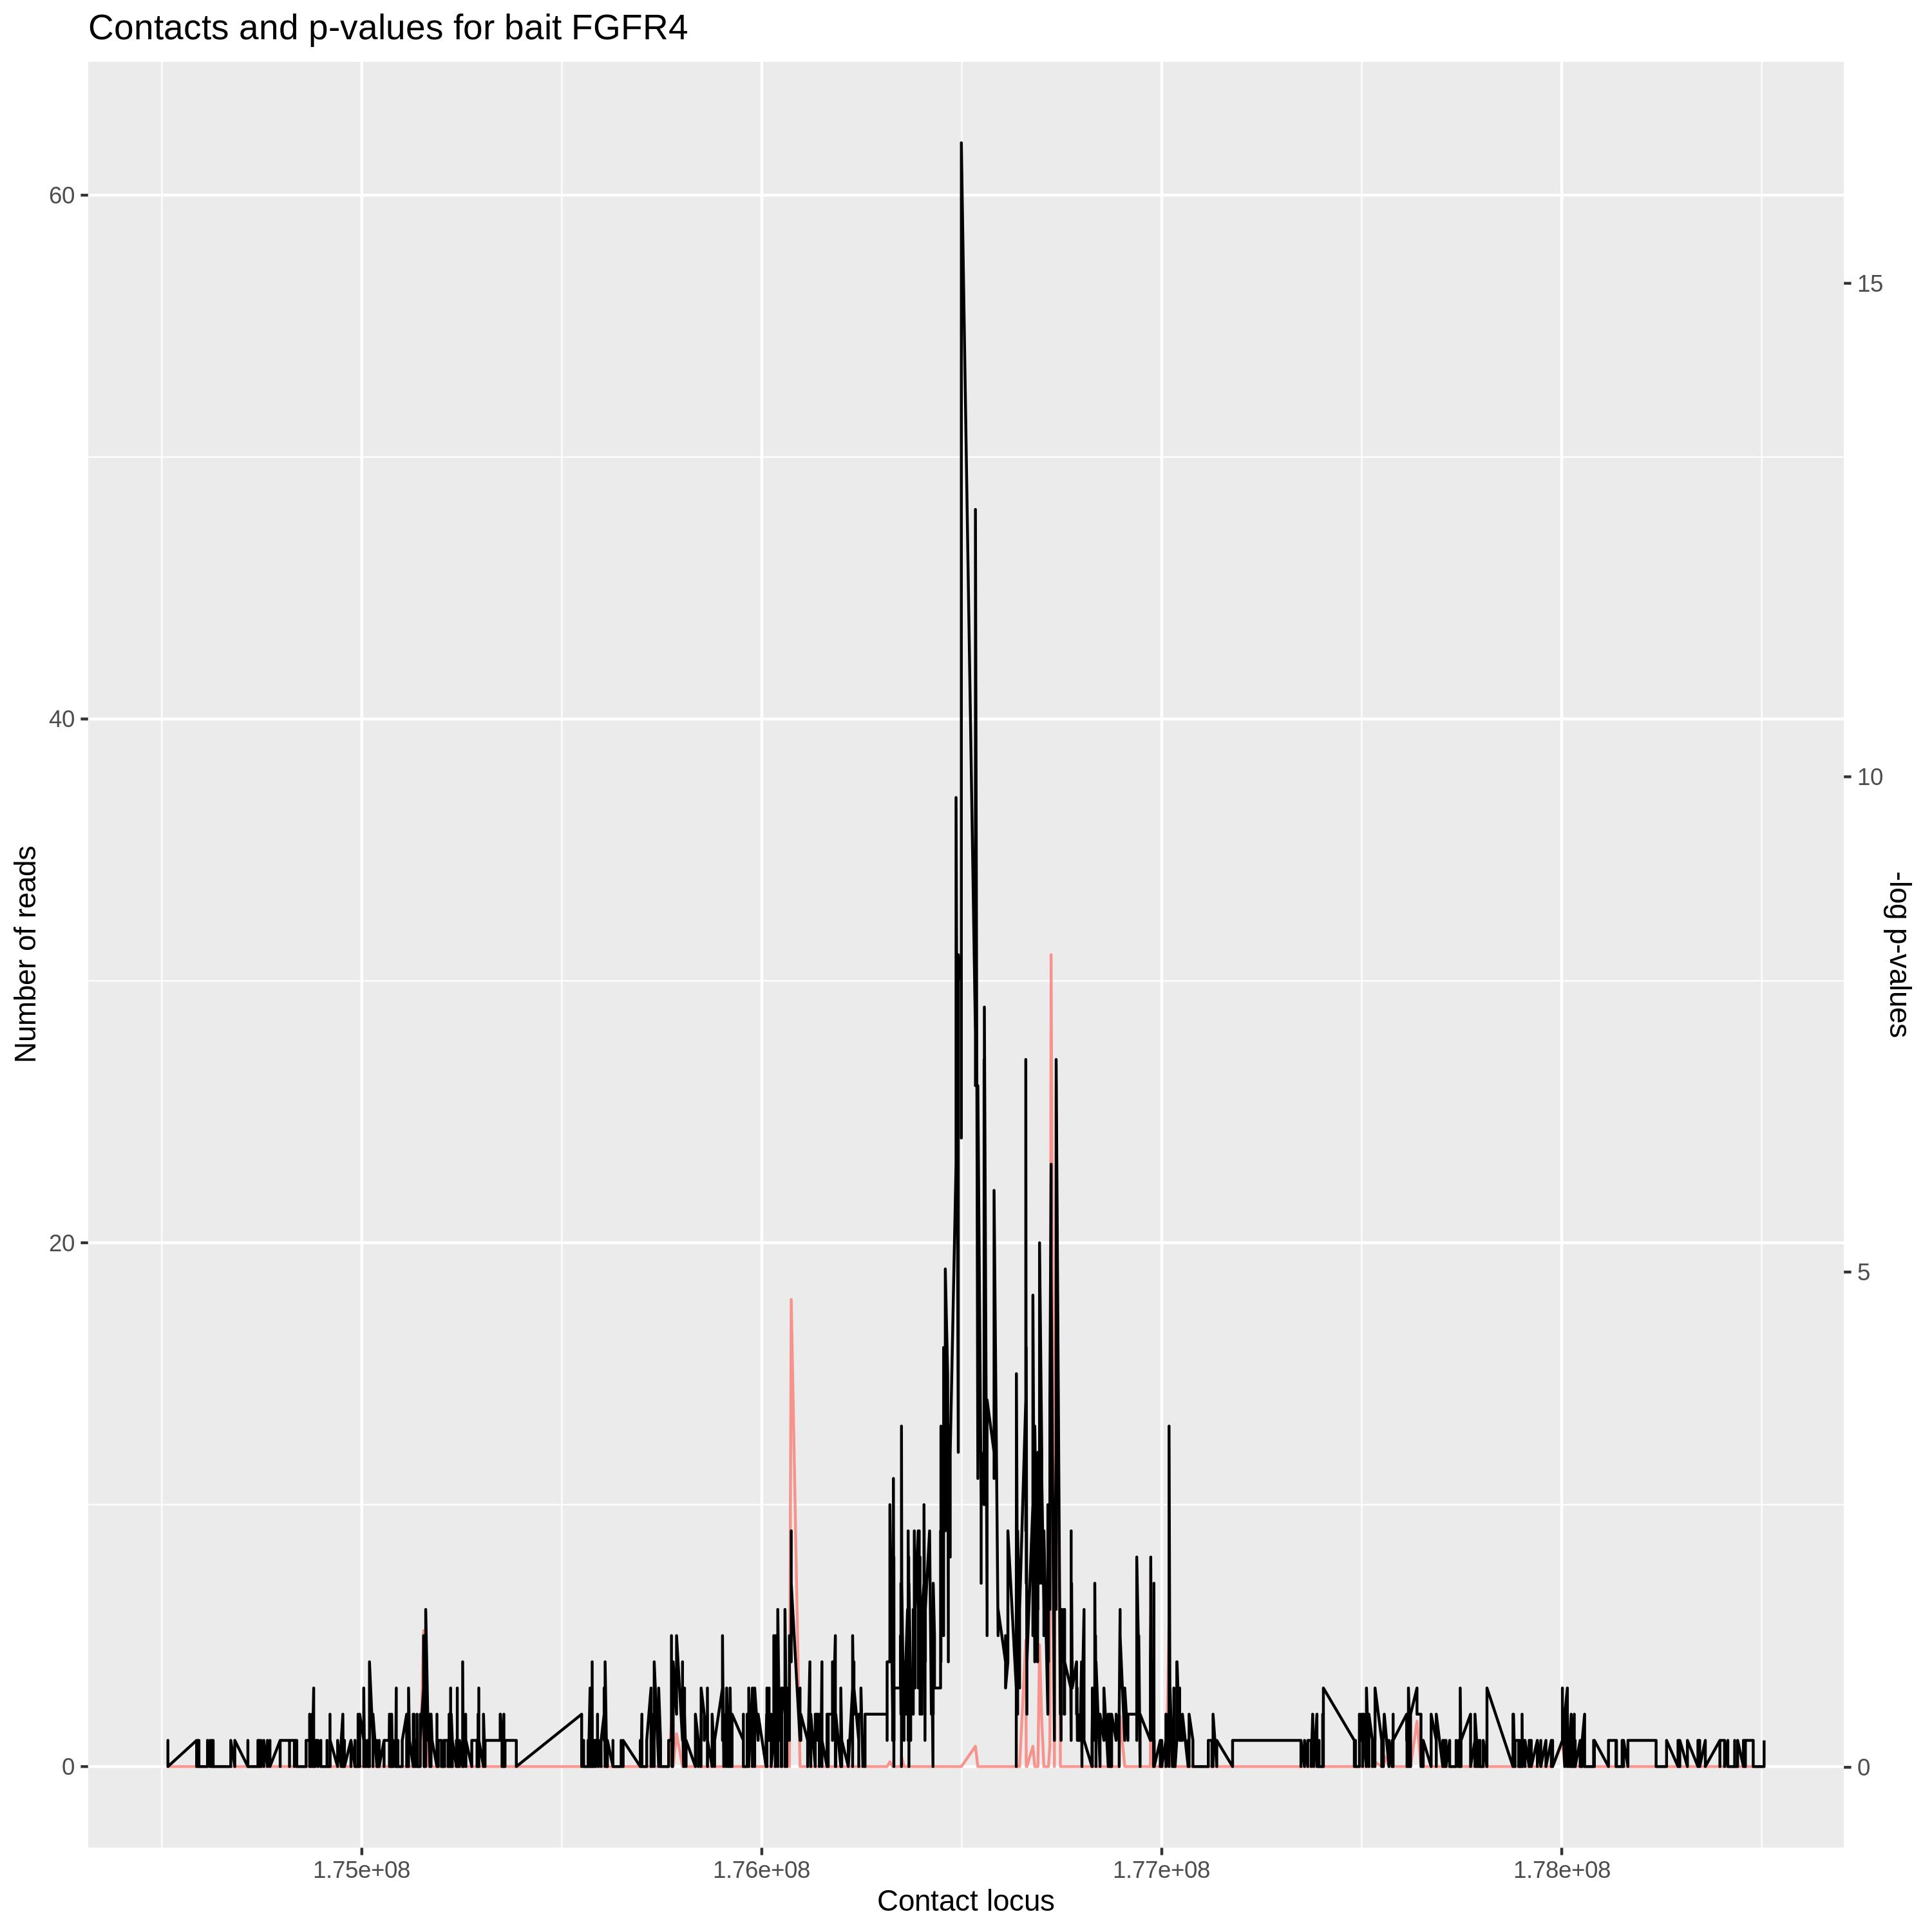 Contacts and p-values for bait FGFR4
Number of reads
60
40
20
0
15
10
5
0
-log p-values
1.75e+08
1.76e+08
1.77e+08
1.78e+08
Contact locus